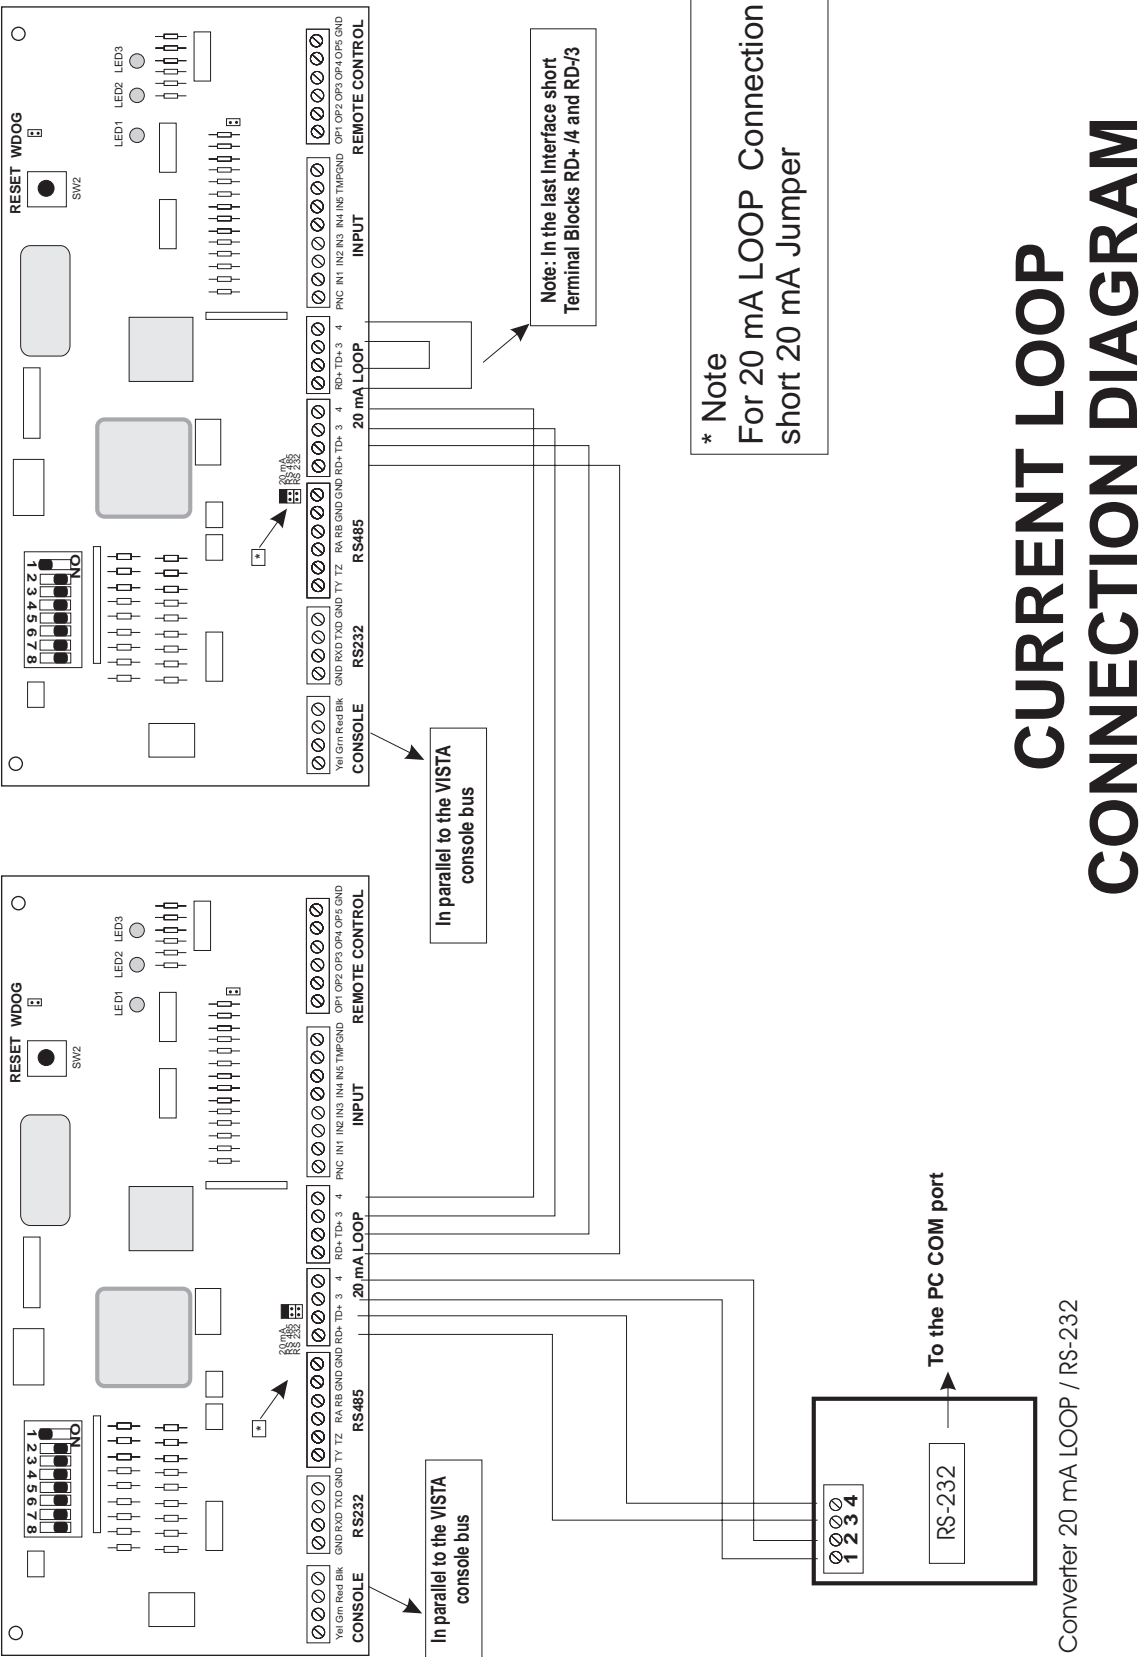 CURRENT LOOP
CONNECTION DIAGRAM
RESET WDOG
SW2
LED1 LED2 LED3
ON
1 2 3 4 5 6 7 8
*
20 mA
RS 485
RS 232
Yel Grn Red Blk
CONSOLE
GND RXD TXD GND
RS232
TY TZ RA RB GND GND
RS485
RD+ TD+ 3 4
RD+ TD+ 3 4
20 mA LOOP
PNC IN1 IN2 IN3 IN4 IN5 TMP GND
INPUT
OP1 OP2 OP3 OP4 OP5 GND
REMOTE CONTROL
In parallel to the VISTA
console bus
RESET WDOG
SW2
LED1 LED2 LED3
ON
1 2 3 4 5 6 7 8
*
20 mA
RS 485
RS 232
Yel Grn Red Blk
CONSOLE
GND RXD TXD GND
RS232
TY TZ RA RB GND GND
RS485
RD+ TD+ 3 4
RD+ TD+ 3 4
20 mA LOOP
PNC IN1 IN2 IN3 IN4 IN5 TMP GND
INPUT
OP1 OP2 OP3 OP4 OP5 GND
REMOTE CONTROL
In parallel to the VISTA
console bus
Note: In the last Interface short
Terminal Blocks RD+ /4 and RD-/3
* Note
For 20 mA LOOP Connection
short 20 mA Jumper
1 2 3 4
RS-232
To the PC COM port
Converter 20 mA LOOP / RS-232